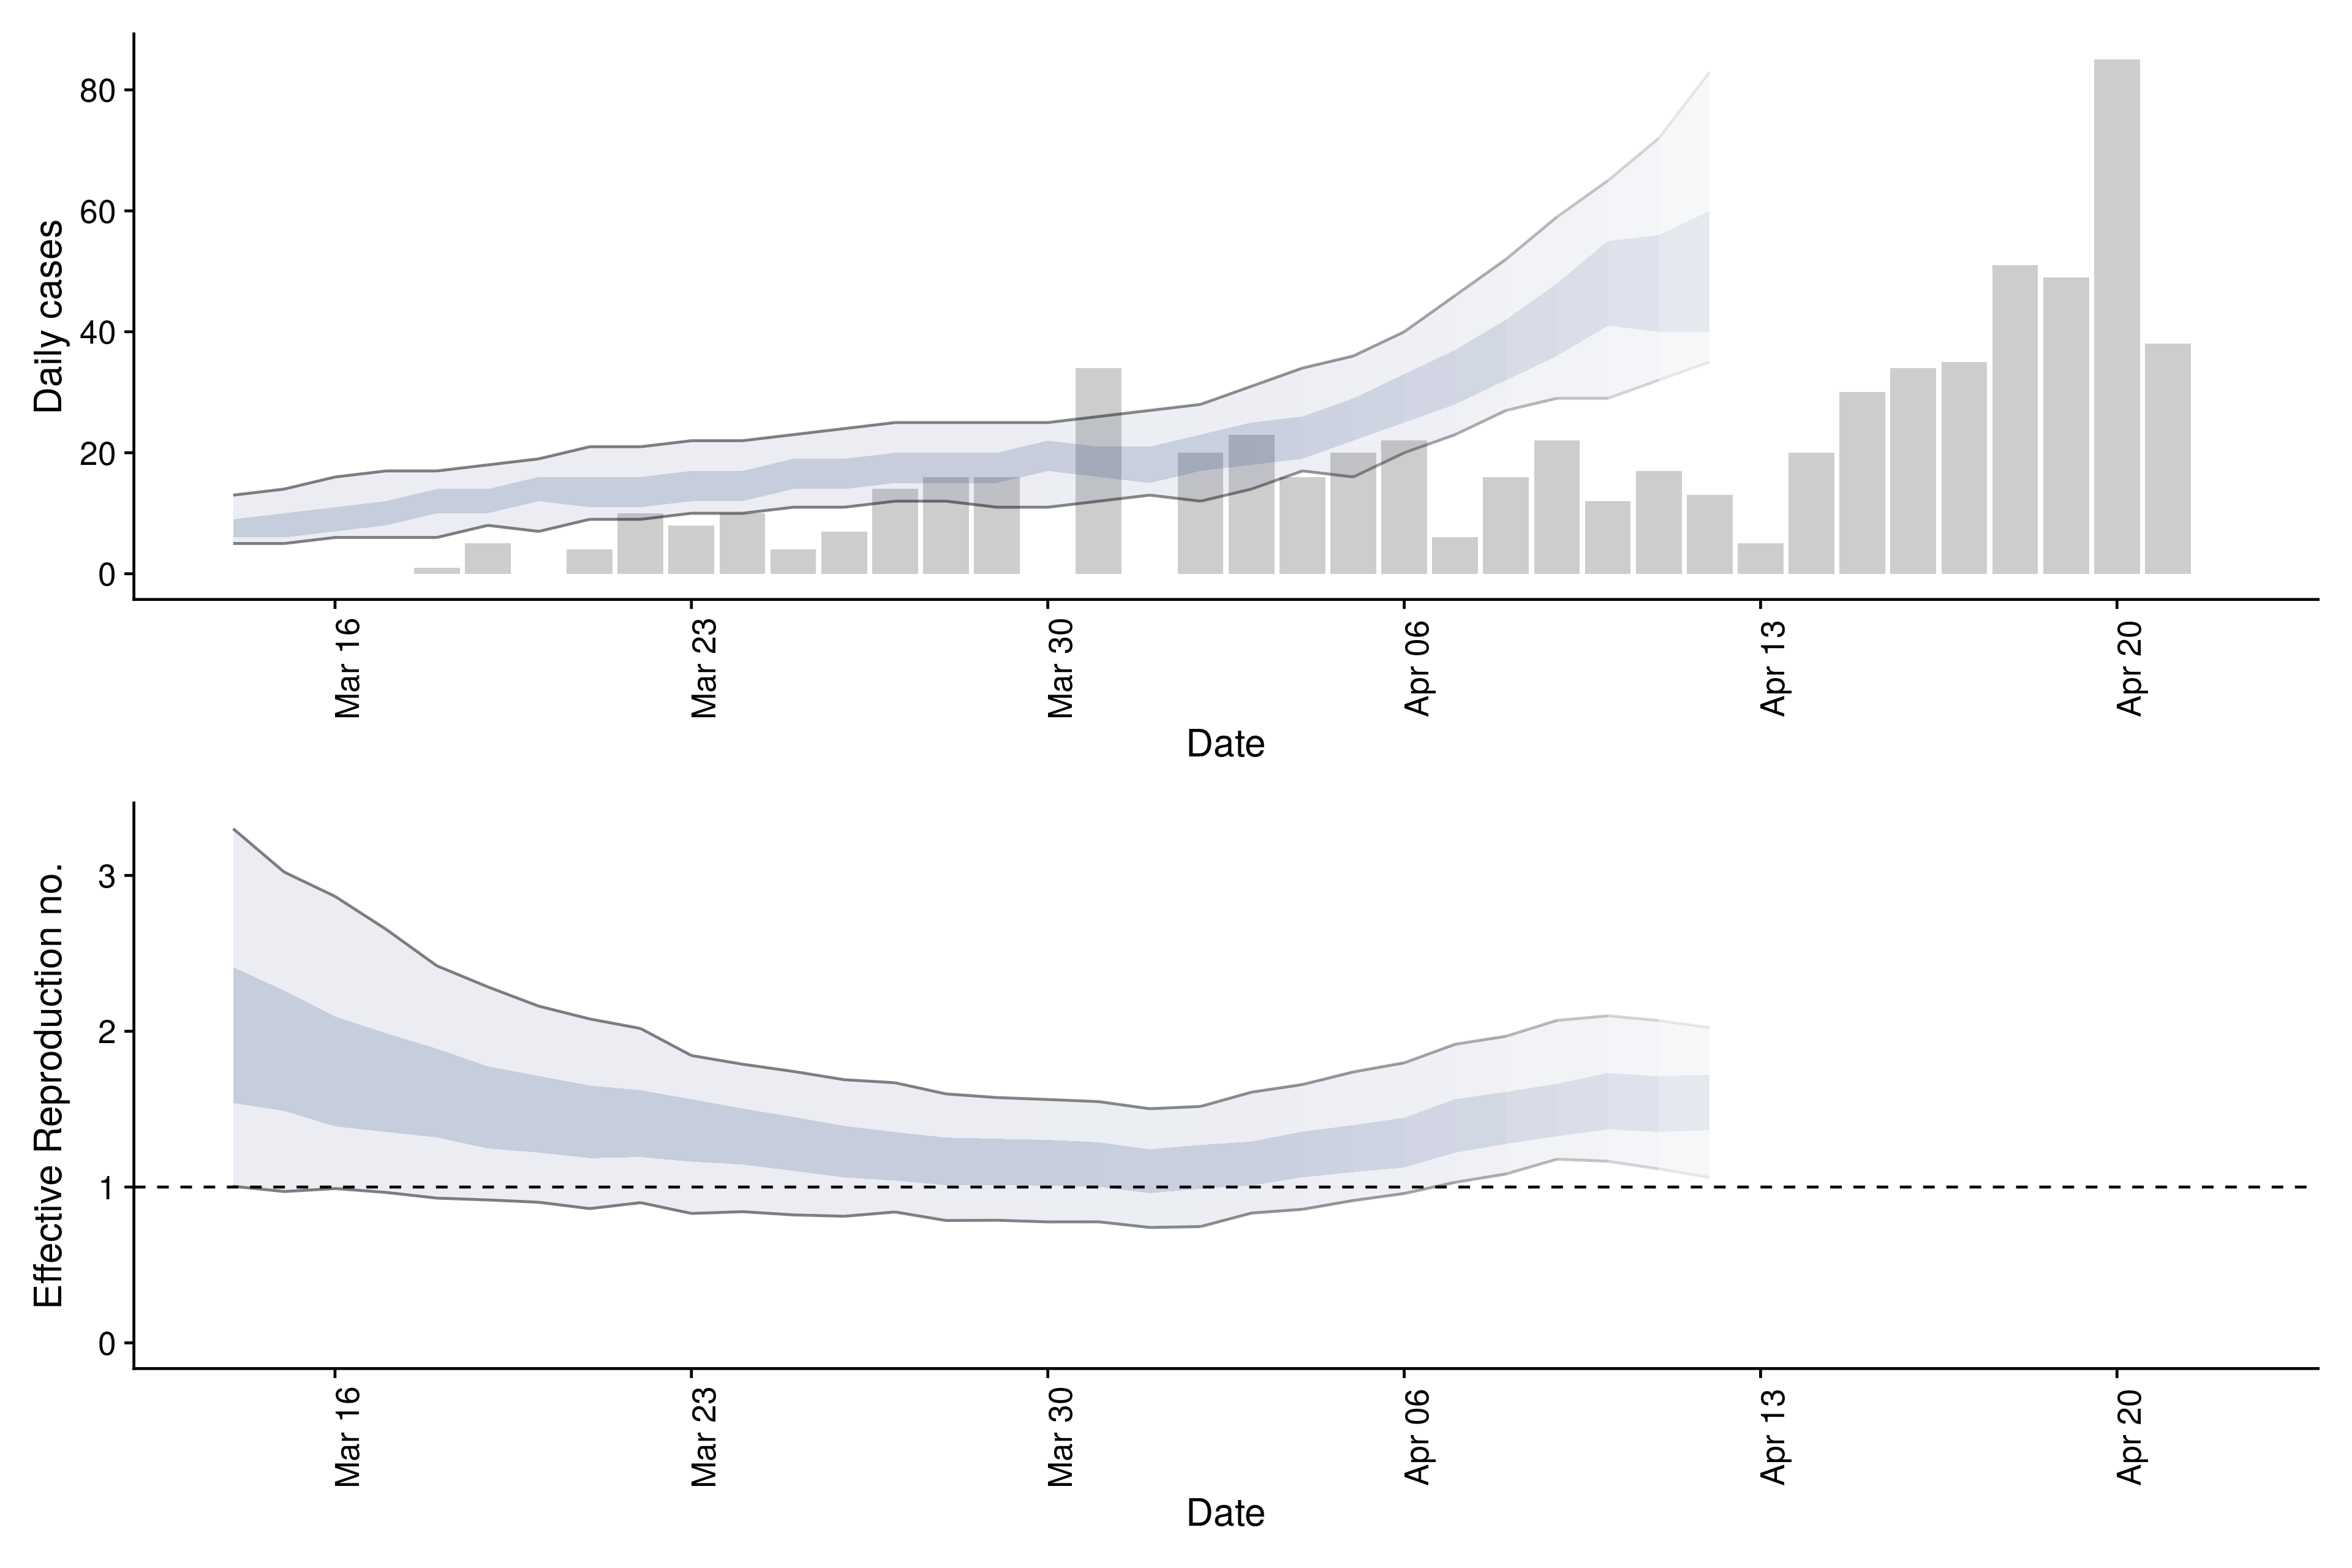 Daily cases
80
60
40
20
0
Mar 16
Mar 23
Mar 30
Apr 06
Apr 13
Apr 20
Date
Effective Reproduction no.
3
2
1
0
Mar 16
Mar 23
Mar 30
Apr 06
Apr 13
Apr 20
Date